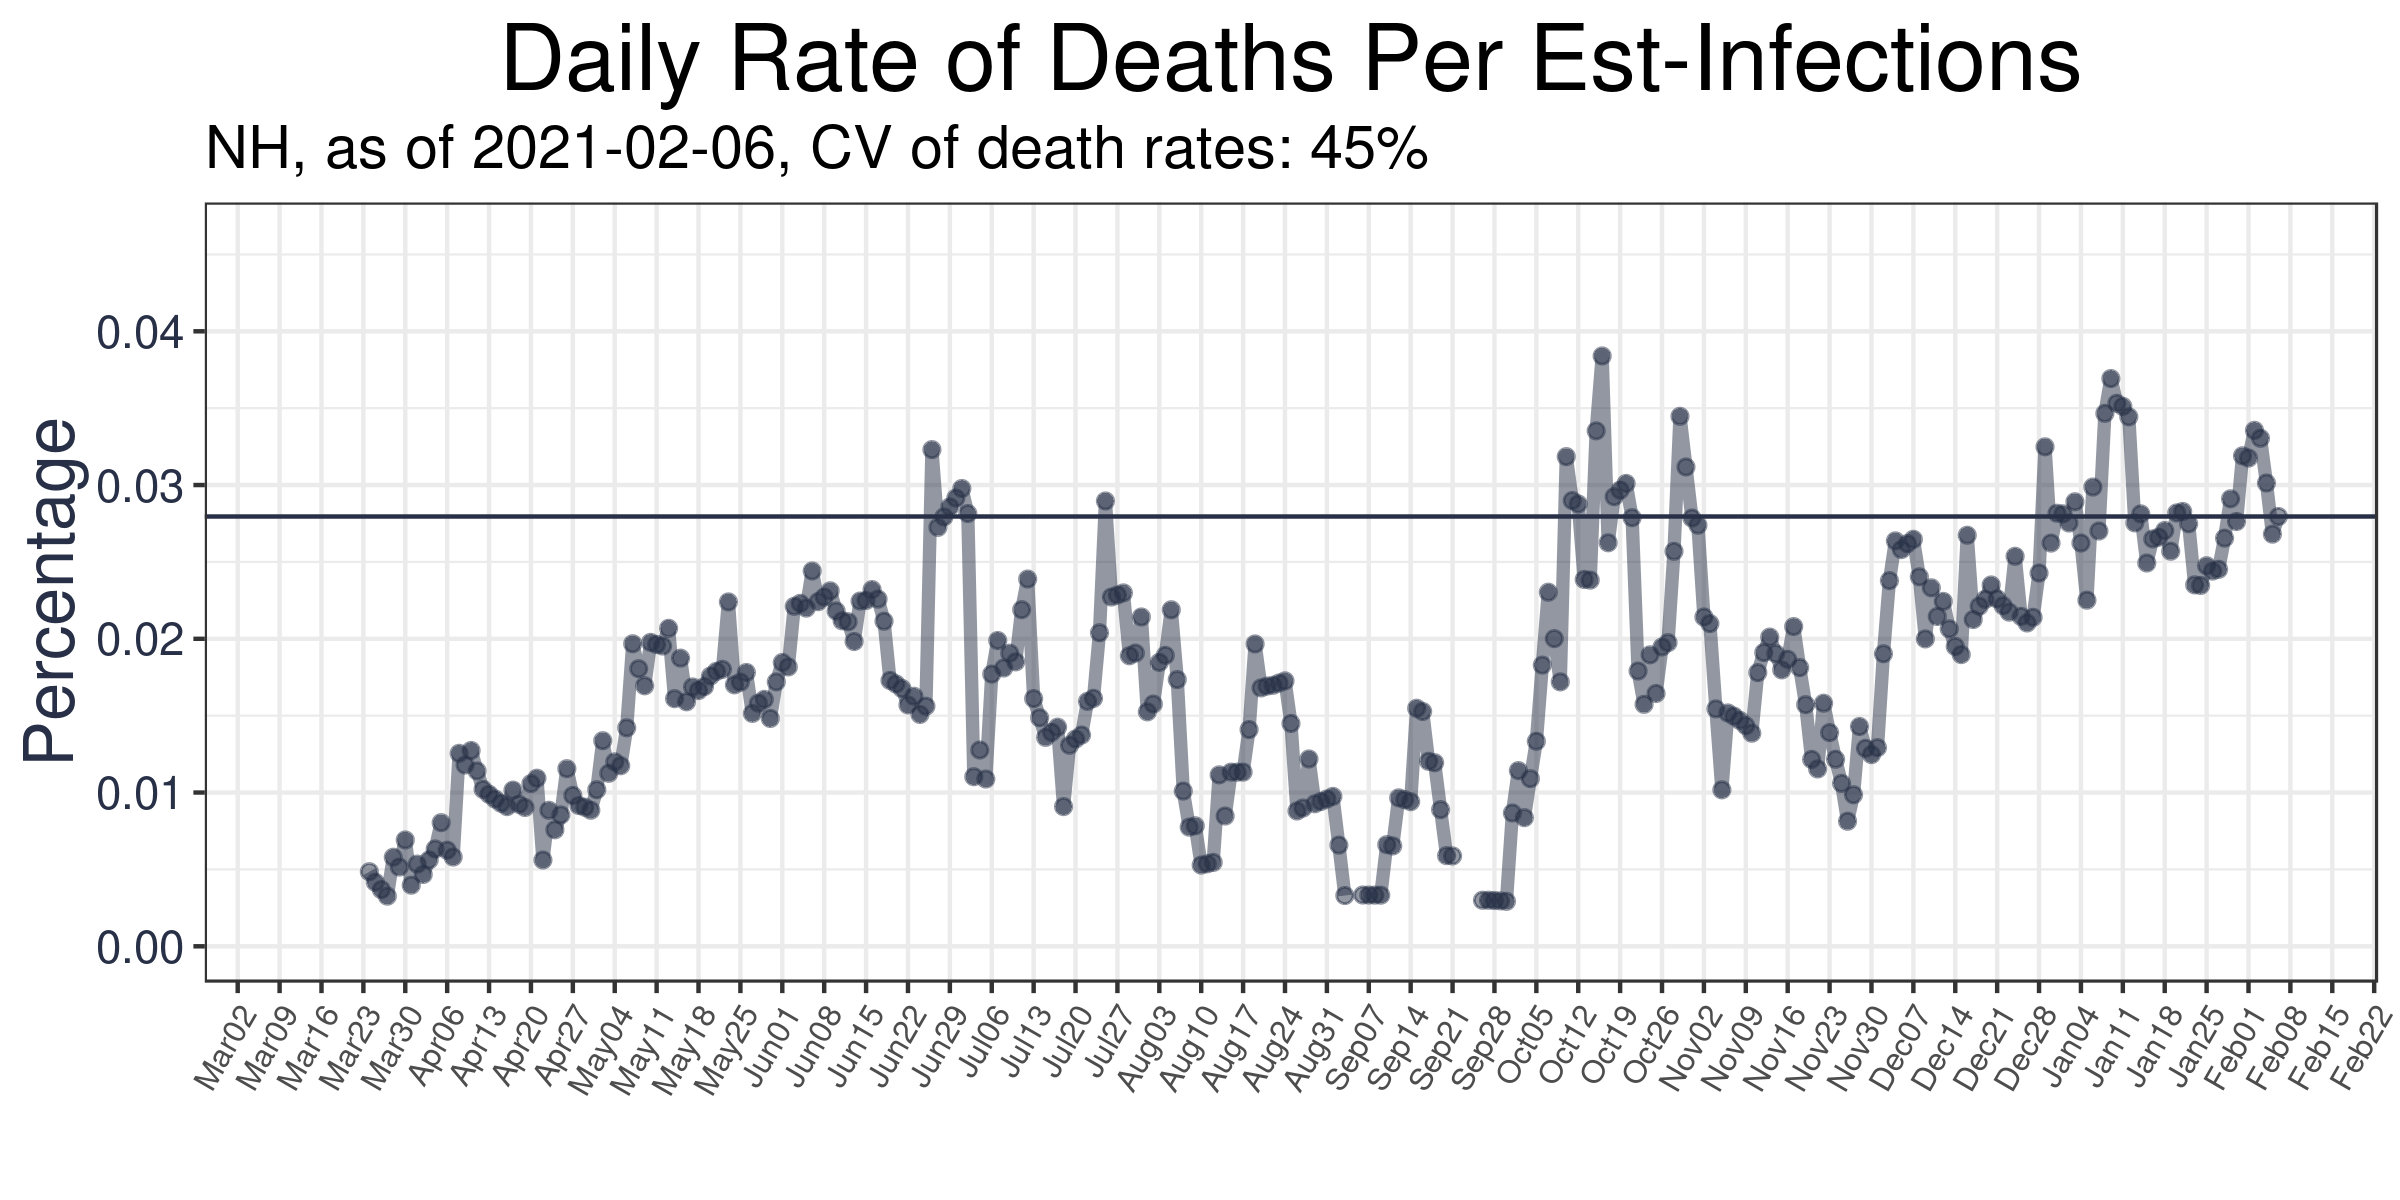 Daily Rate of Deaths Per Est-Infections
NH, as of 2021-02-06, CV of death rates: 45%
Percentage
0.04
0.03
0.02
0.01
0.00
Mar02
Mar09
Mar16
Mar23
Mar30
Apr06
Apr13
Apr20
Apr27
May04
May11
May18
May25
Jun01
Jun08
Jun15
Jun22
Jun29
Jul06
Jul13
Jul20
Jul27
Aug03
Aug10
Aug17
Aug24
Aug31
Sep07
Sep14
Sep21
Sep28
Oct05
Oct12
Oct19
Oct26
Nov02
Nov09
Nov16
Nov23
Nov30
Dec07
Dec14
Dec21
Dec28
Jan04
Jan11
Jan18
Jan25
Feb01
Feb08
Feb15
Feb22